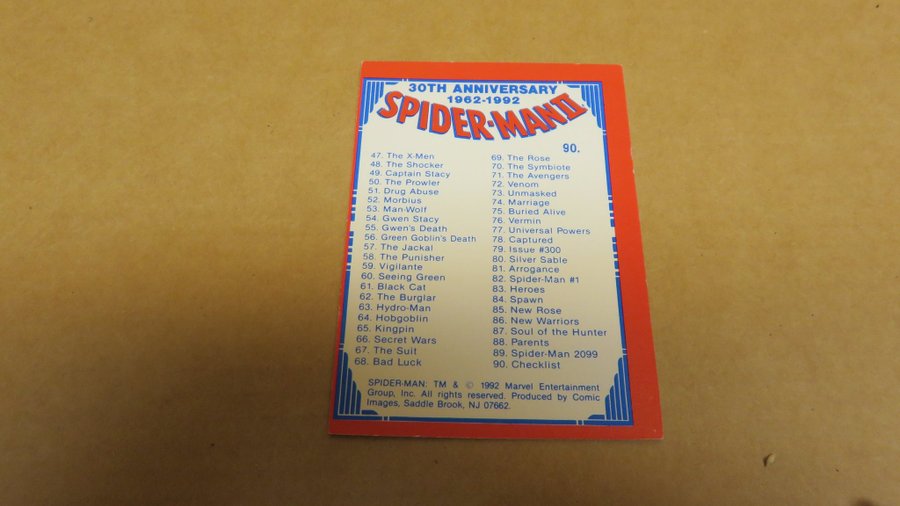 30TH ANNIVERSARY
1962-1992
SPIDER-MAN II
90.
47. The X-Men
48. The Shocker
49. Captain Stacy
50. The Prowler
51. Drug Abuse
52. Morbius
53. Man-Wolf
54. Gwen Stacy
55. Gwen's Death
56. Green Goblin's Death
57. The Jackal
58. The Punisher
59. Vigilante
60. Seeing Green
61. Black Cat
62. The Burglar
63. Hydro-Man
64. Hobgoblin
65. Kingpin
66. Secret Wars
67. The Suit
68. Bad Luck
69. The Rose
70. The Symbiote
71. The Avengers
72. Venom
73. Unmasked
74. Marriage
75. Buried Alive
76. Vermin
77. Universal Powers
78. Captured
79. Issue #300
80. Silver Sable
81. Arrogance
82. Spider-Man #1
83. Heroes
84. Spawn
85. New Rose
86. New Warriors
87. Soul of the Hunter
88. Parents
89. Spider-Man 2099
90. Checklist
SPIDER-MAN: TM & © 1992 Marvel Entertainment
Group, Inc. All rights reserved. Produced by Comic
Images, Saddle Brook, NJ 07662.